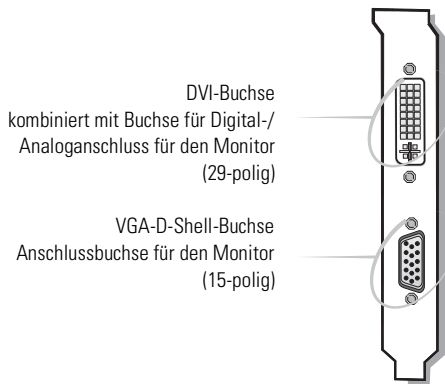 DVI-Buchse
kombiniert mit Buchse für Digital-/
Analoganschluss für den Monitor
(29-polig)
VGA-D-Shell-Buchse
Anschlussbuchse für den Monitor
(15-polig)